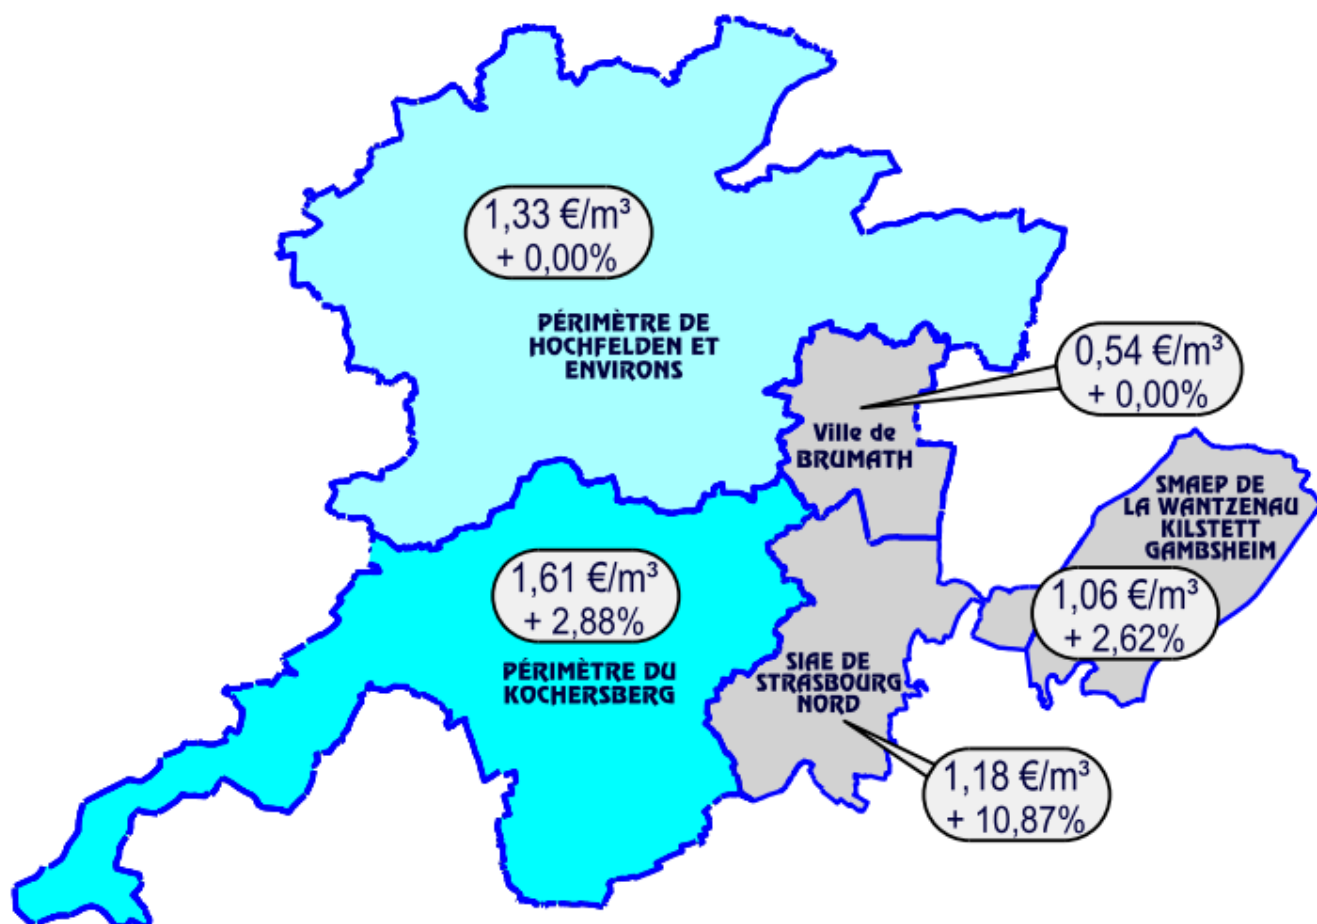 1,33 €/m³
+ 0,00%
PÉRIMÈTRE DE
HOCHFELDEN ET
ENVIRONS
0,54 €/m³
+ 0,00%
Ville de
BRUMATH
SMAEP DE
LA WANTZENAU
KILSTETT
GAMBSHEIM
1,61 €/m³
+ 2,88%
1,06 €/m³
+ 2,62%
PÉRIMÈTRE DU
KOCHERSBERG
SIAE DE
STRASBOURG
NORD
1,18 €/m³
+ 10,87%